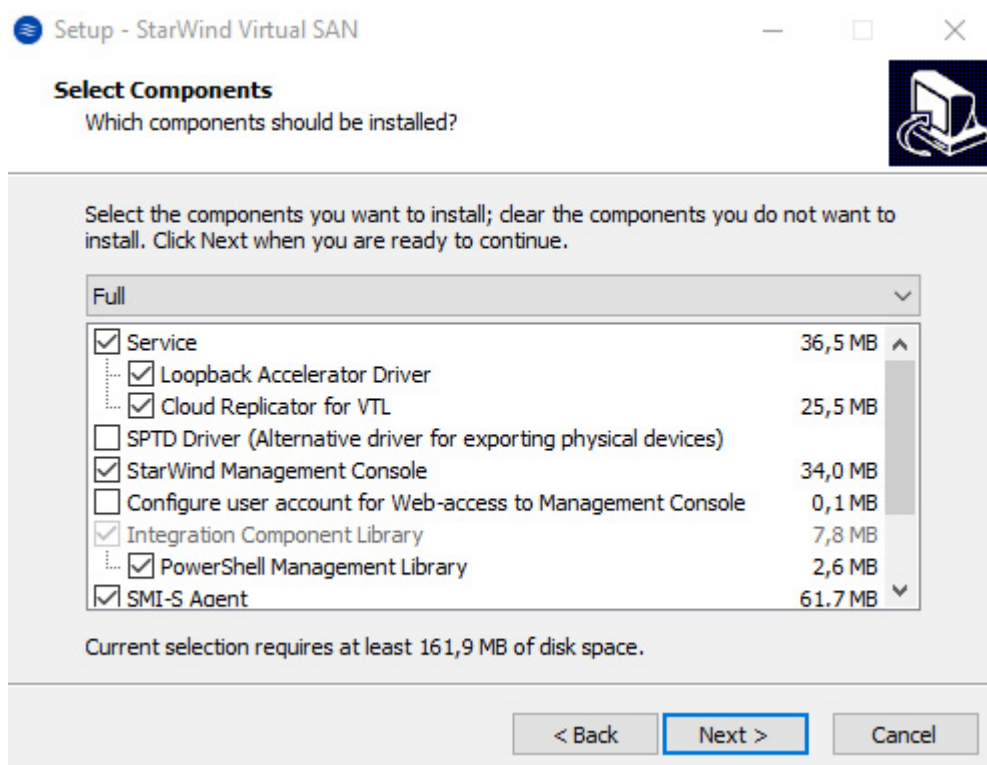 Setup - StarWind Virtual SAN
Select Components
Which components should be installed?
Select the components you want to install; clear the components you do not want to
install. Click Next when you are ready to continue.
Full
Service 36,5 MB
Loopback Accelerator Driver
Cloud Replicator for VTL 25,5 MB
SPTD Driver (Alternative driver for exporting physical devices)
StarWind Management Console 34,0 MB
Configure user account for Web-access to Management Console 0,1 MB
Integration Component Library 7,8 MB
PowerShell Management Library 2,6 MB
SMI-S Agent 61,7 MB
Current selection requires at least 161,9 MB of disk space.
< Back Next > Cancel